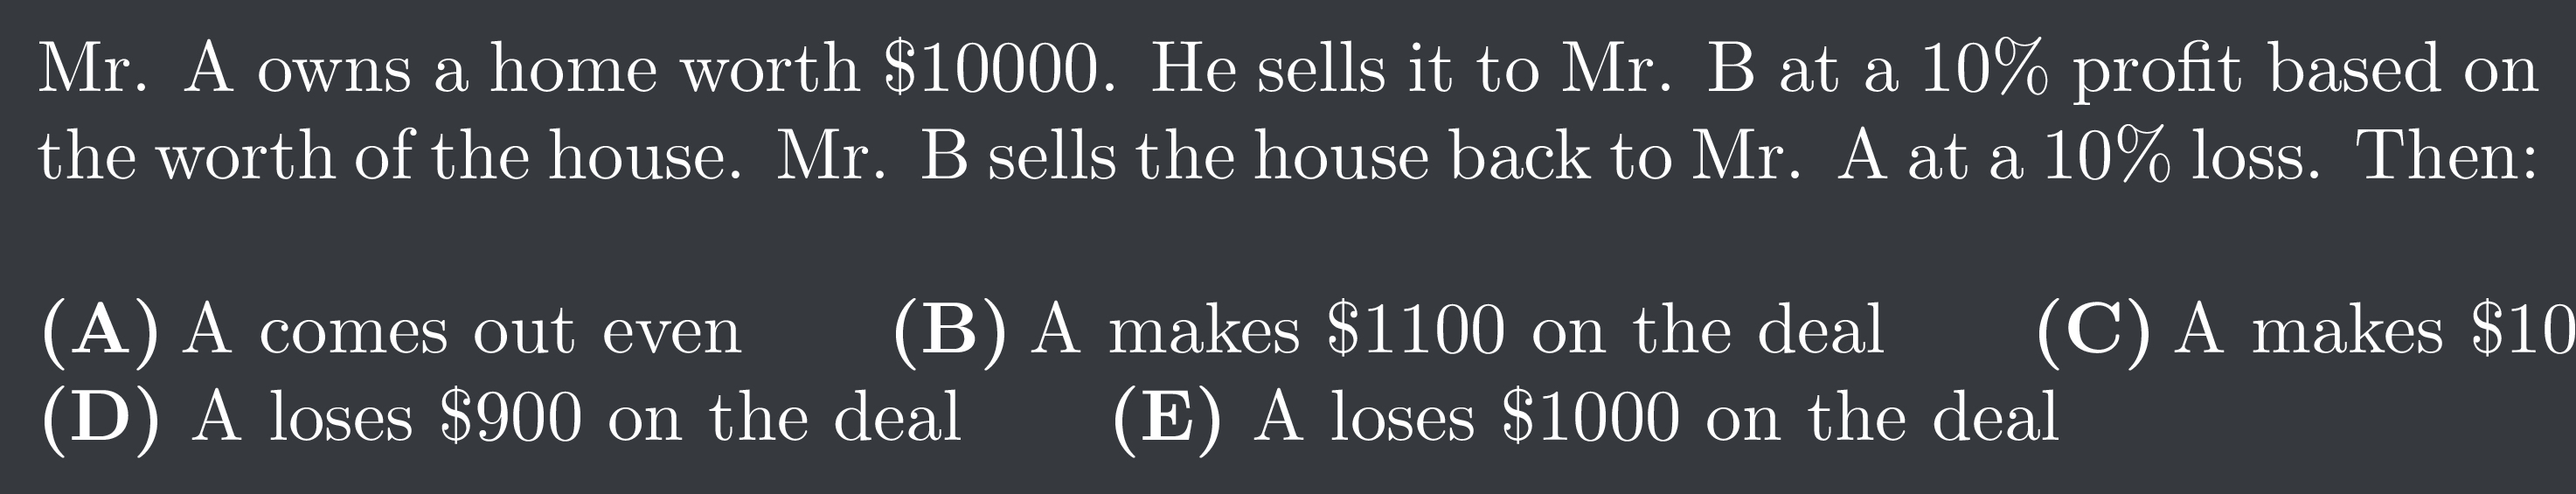 Mr. A owns a home worth $10000. He sells it to Mr. B at a 10% profit based on
the worth of the house. Mr. B sells the house back to Mr. A at a 10% loss. Then:
(A) A comes out even (B) A makes $1100 on the deal (C) A makes $10
(D) A loses $900 on the deal (E) A loses $1000 on the deal